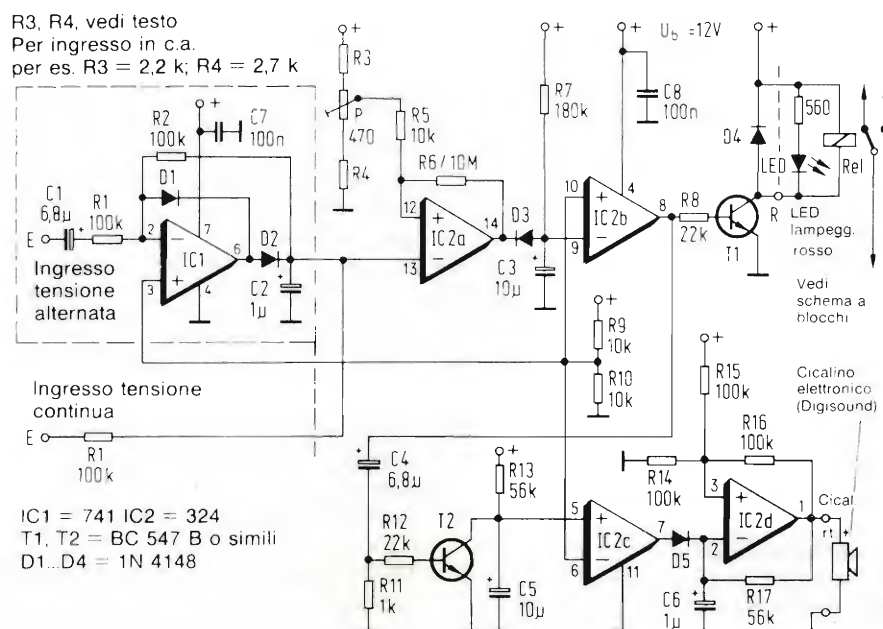 R3, R4, vedi testo
Per ingresso in c.a.
per es. R3 = 2,2 k; R4 = 2,7 k
+
R3
P
470
R4
R5
10k
R6/10M
+
R7
180k
+
U_b =12V
C8
100n
+
D4
560
LED
Rel
R
LED
lampegg.
rosso
Vedi
schema a
blocchi
+
C7
100n
R2
100k
D1
C1
6,8µ
+
R1
100k
E
2
−
7
IC1
6
3
+
4
D2
+
C2
1µ
Ingresso
tensione
alternata
12
+
IC2a
14
13
−
D3
+
C3
10µ
10
+
IC2b
4
8
9
−
R8
22k
T1
+
R9
10k
R10
10k
Ingresso tensione
continua
E
R1
100k
IC1 = 741 IC2 = 324
T1, T2 = BC 547 B o simili
D1...D4 = 1N 4148
+
C4
6,8µ
R12
22k
R11
1k
T2
+
R13
56k
+
C5
10µ
5
+
IC2c
7
6
−
11
D5
+
C6
1µ
+
R15
100k
R14
100k
R16
100k
3
+
IC2d
1
2
−
R17
56k
Cical.
rt
+
Cicalino
elettronico
(Digisound)